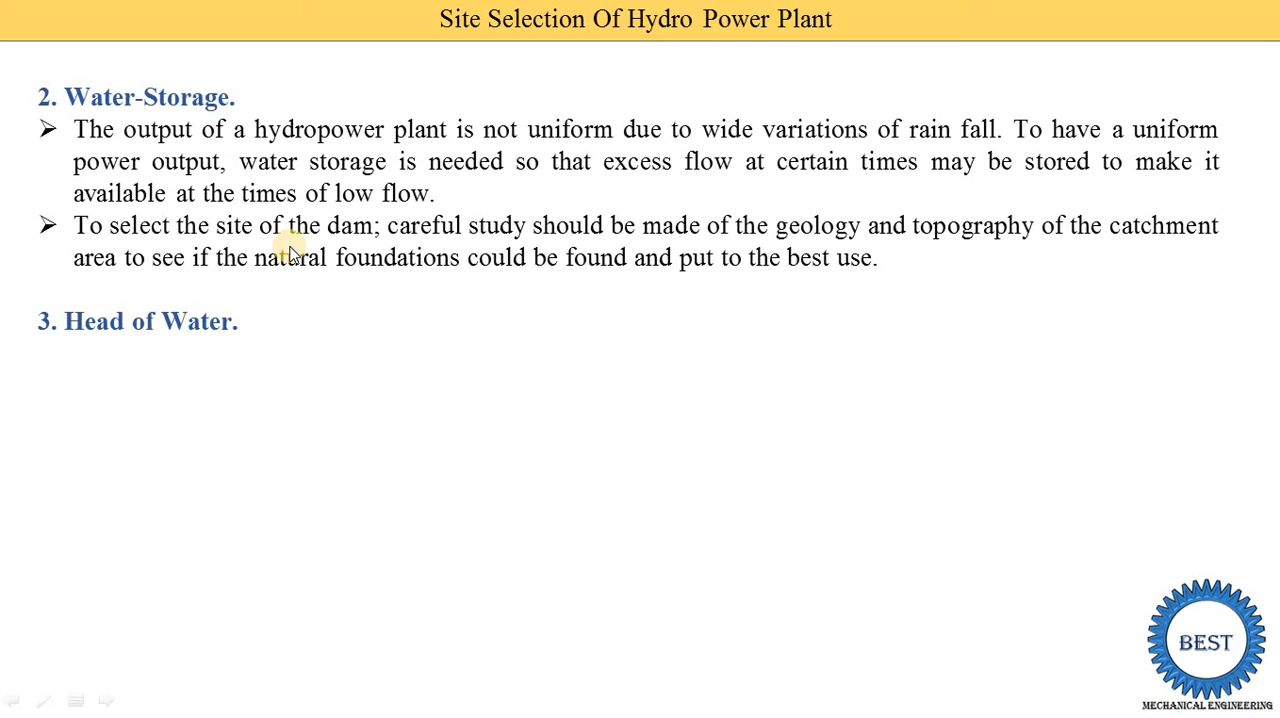 Site Selection Of Hydro Power Plant
2. Water-Storage.
➢ The output of a hydropower plant is not uniform due to wide variations of rain fall. To have a uniform
power output, water storage is needed so that excess flow at certain times may be stored to make it
available at the times of low flow.
➢ To select the site of the dam; careful study should be made of the geology and topography of the catchment
area to see if the natural foundations could be found and put to the best use.
3. Head of Water.
BEST
MECHANICAL ENGINEERING